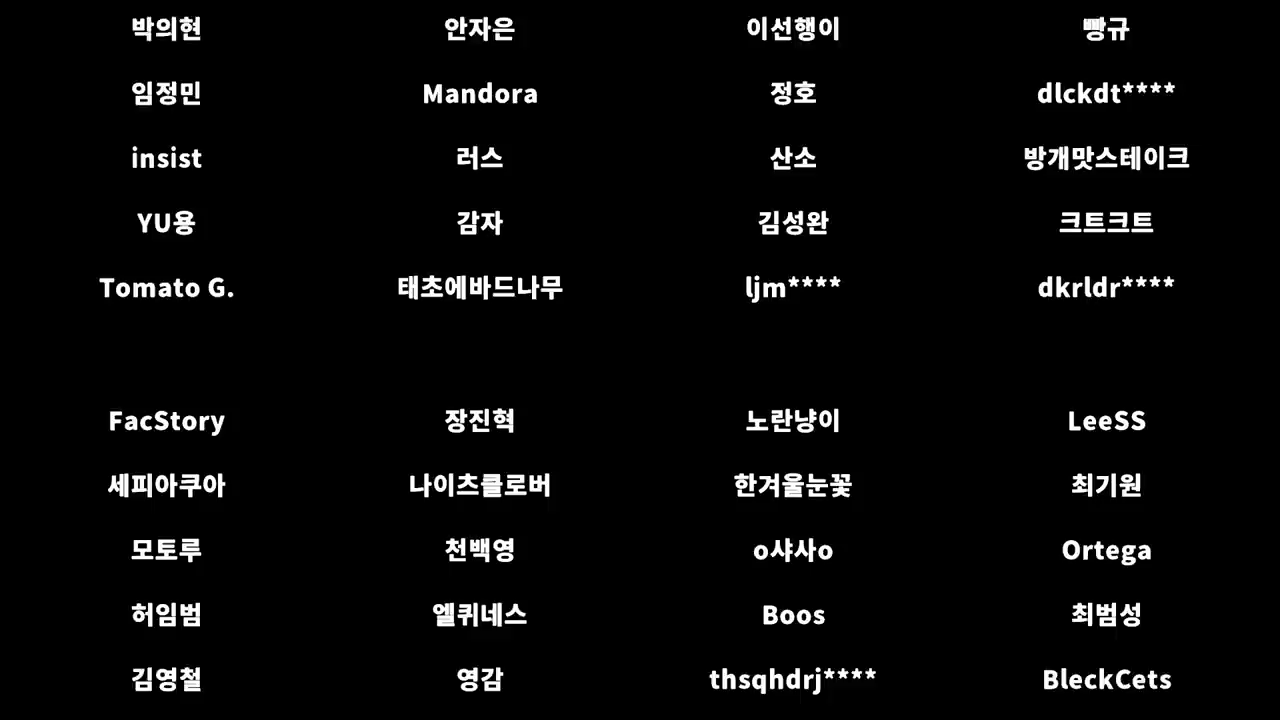 박의현 안자은 이선행이 빵규
임정민 Mandora 정호 dlckdt****
insist 러스 산소 방개맛스테이크
YU용 감자 김성완 크트크트
Tomato G. 태초에바드나무 ljm**** dkrldr****
FacStory 장진혁 노란냥이 LeeSS
세피아쿠아 나이츠클로버 한겨울눈꽃 최기원
모토루 천백영 o샤사o Ortega
허임범 엘퀴네스 Boos 최범성
김영철 영감 thsqhdrj**** BleckCets